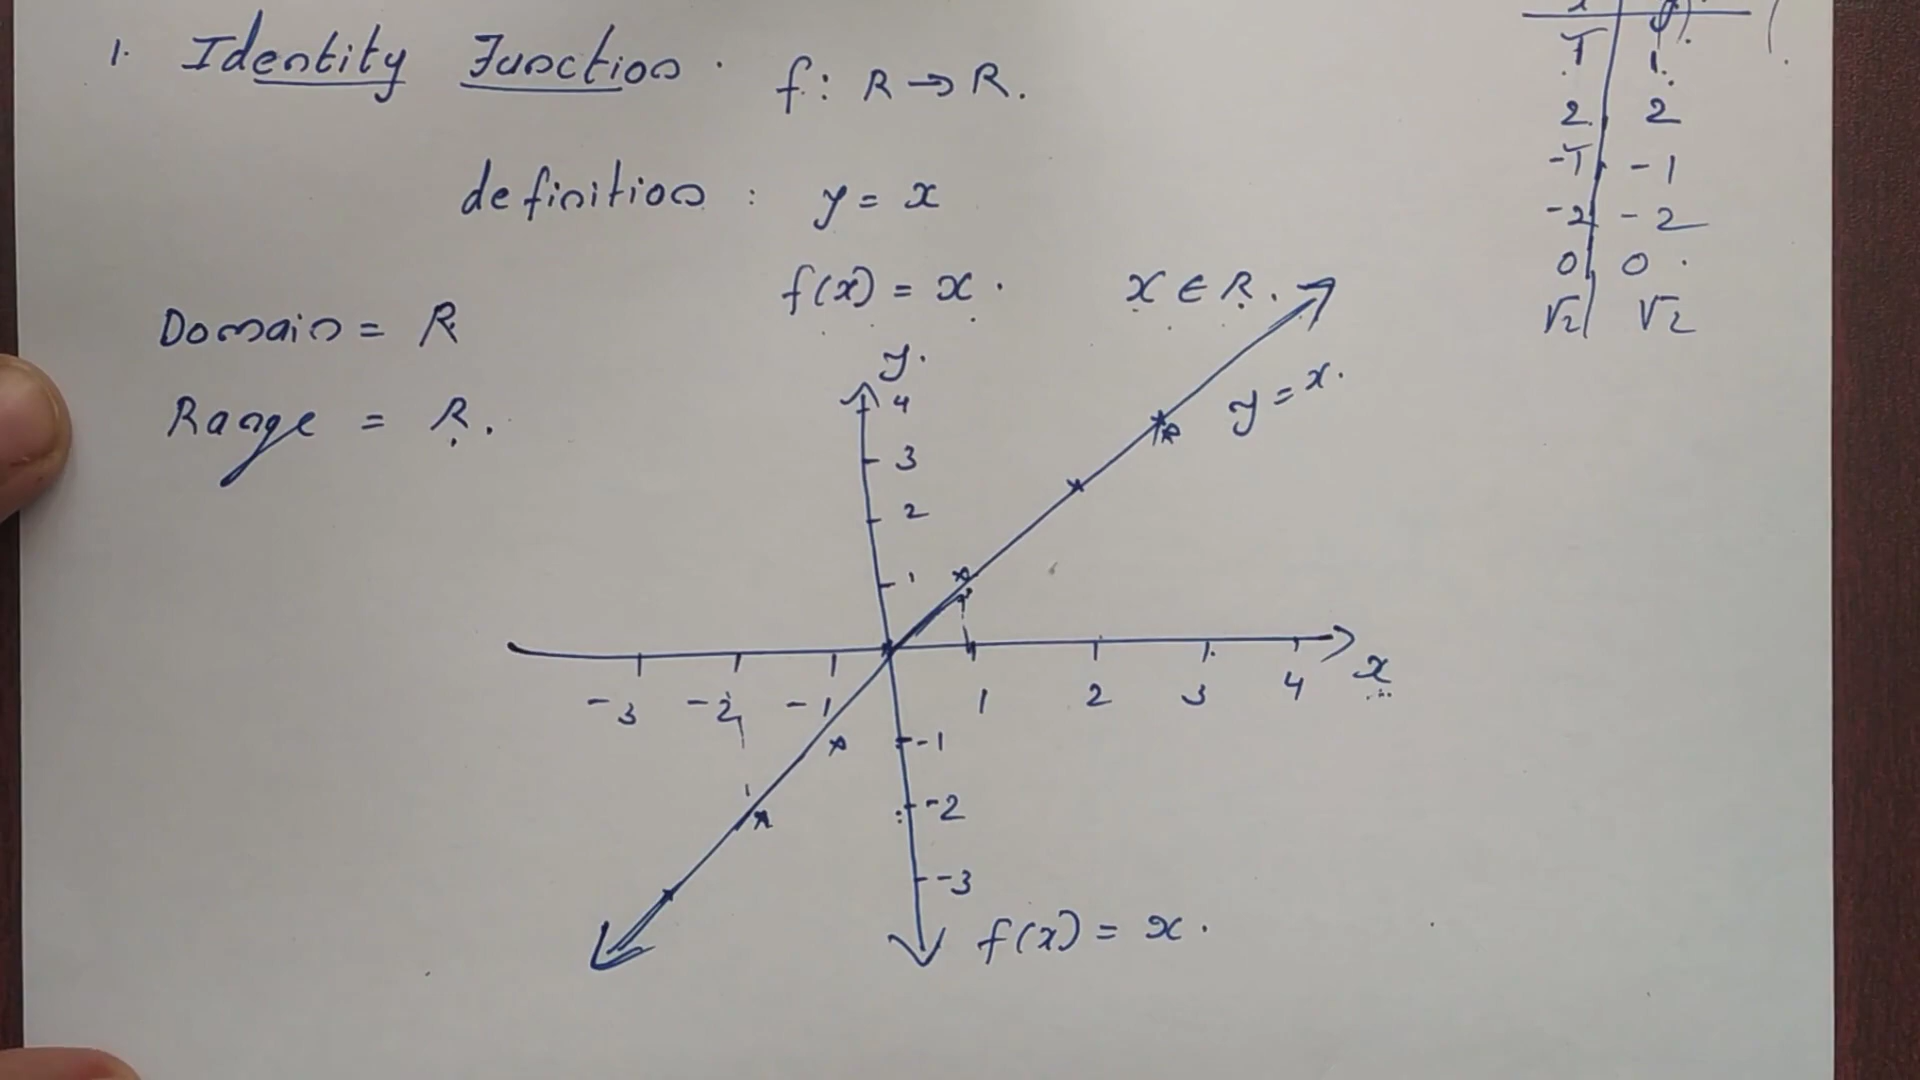 1. Identity Function. f: R → R.
definition : y = x
f(x) = x. x ∈ R.
Domain = R
Range = R.
y.
4
3
2
1
y = x.
-3 -2 -1 1 2 3 4 x
-1
-2
-3
f(x) = x.
1 1.
2 2
-1 -1
-2 -2
0 0
√2 √2